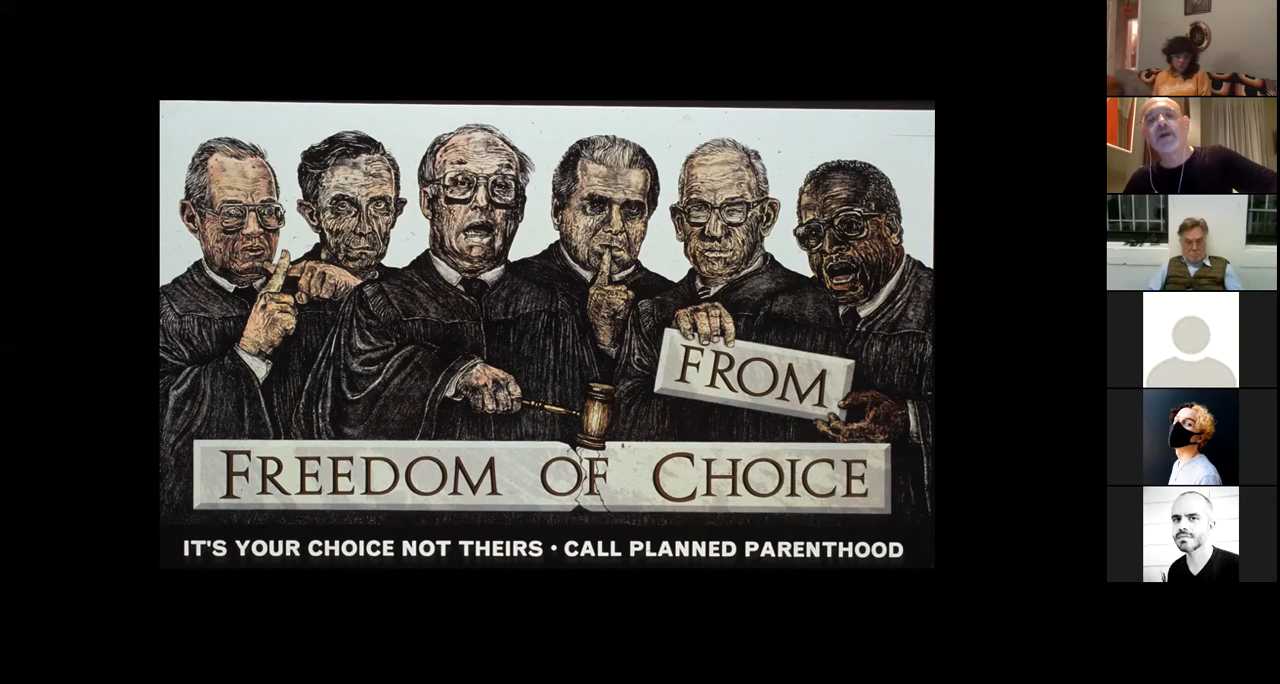 FROM
FREEDOM OF CHOICE
IT'S YOUR CHOICE NOT THEIRS • CALL PLANNED PARENTHOOD